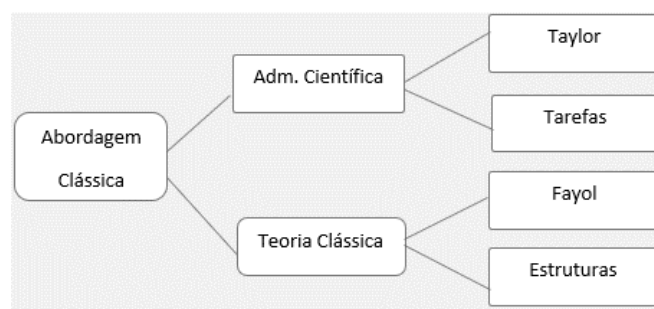 Abordagem
Clássica
Adm. Científica
Teoria Clássica
Taylor
Tarefas
Fayol
Estruturas